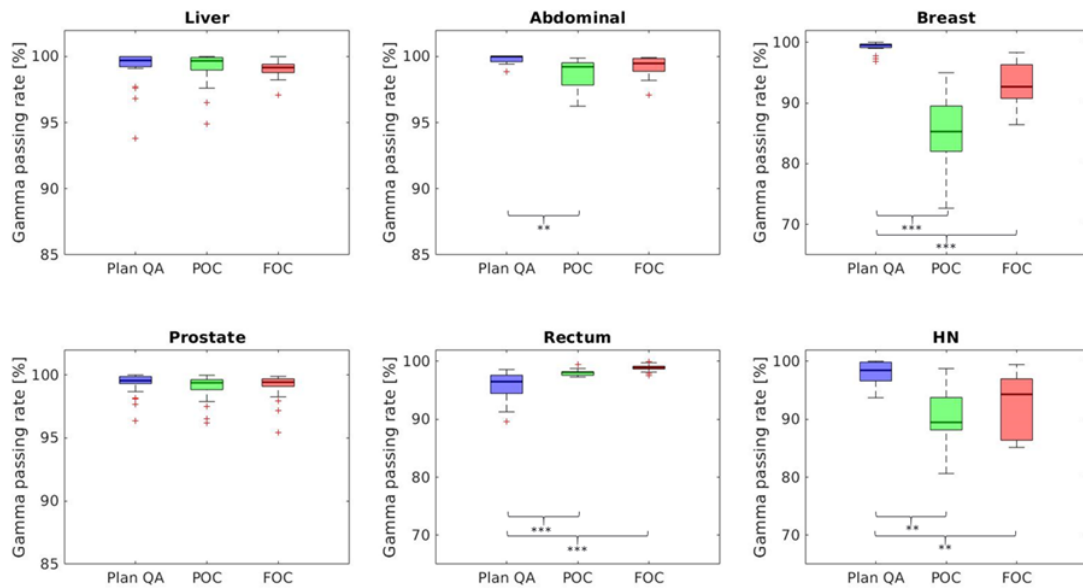 Liver
Gamma passing rate [%]
100
95
90
85
Plan QA POC FOC
Abdominal
Gamma passing rate [%]
100
95
90
85
**
Plan QA POC FOC
Breast
Gamma passing rate [%]
100
90
80
70
***
***
Plan QA POC FOC
Prostate
Gamma passing rate [%]
100
95
90
85
Plan QA POC FOC
Rectum
Gamma passing rate [%]
100
90
80
70
***
***
Plan QA POC FOC
HN
Gamma passing rate [%]
100
90
80
70
**
**
Plan QA POC FOC